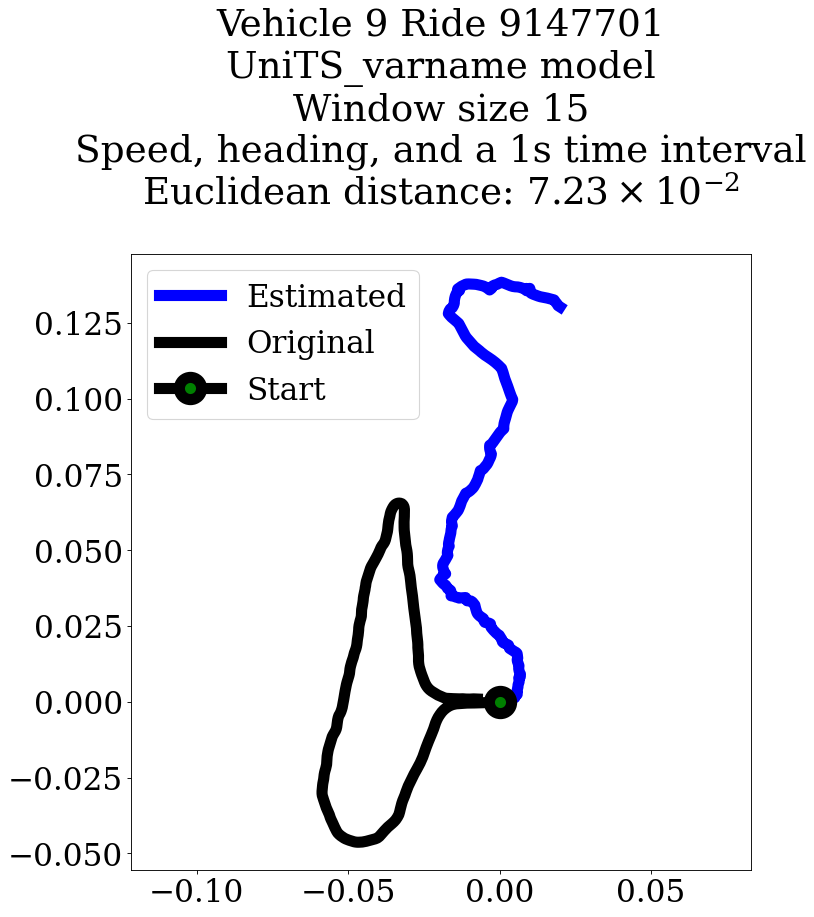 Vehicle 9 Ride 9147701
UniTS_varname model
Window size 15
Speed, heading, and a 1s time interval
Euclidean distance: 7.23 × 10⁻²
Estimated
Original
Start
0.125
0.100
0.075
0.050
0.025
0.000
−0.025
−0.050
−0.10 −0.05 0.00 0.05